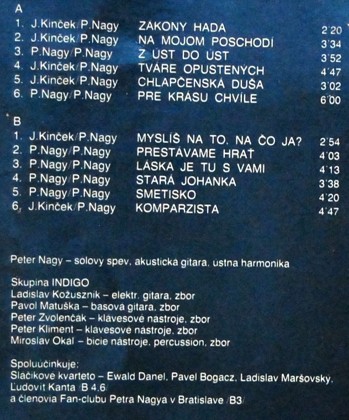 A
1. J.Kinček/P.Nagy ZÁKONY HADA 2'20
2. J.Kinček/P.Nagy NA MOJOM POSCHODÍ 3'34
3. P.Nagy/P.Nagy Z ÚST DO ÚST 3'52
4. J.Kinček/P.Nagy TVÁRE OPUSTENÝCH 4'47
5. J.Kinček/P.Nagy CHLAPČENSKÁ DUŠA 3'02
6. P.Nagy/P.Nagy PRE KRÁSU CHVÍLE 6'00
B
1. J.Kinček/P.Nagy MYSLÍŠ NA TO, NA ČO JA? 2'54
2. P.Nagy/P.Nagy PRESTÁVAME HRAŤ 4'03
3. P.Nagy/P.Nagy LÁSKA JE TU S VAMI 4'13
4. P.Nagy/P.Nagy STARÁ JOHANKA 3'38
5. P.Nagy/P.Nagy SMETISKO 4'20
6. J.Kinček/P.Nagy KOMPARZISTA 4'47
Peter Nagy - sólový spev, akustická gitara, ústna harmonika
Skupina INDIGO
Ladislav Kožusznik - elektr. gitara, zbor
Pavol Matuška - basová gitara, zbor
Peter Zvolenčák - klávesové nástroje, zbor
Peter Kliment - klávesové nástroje, zbor
Miroslav Okál - bicie nástroje, percussion, zbor
Spoluúčinkuje:
Sláčikové kvarteto - Ewald Danel, Pavel Bogacz, Ladislav Maršovský,
Ľudovít Kanta /B 4,6/
a členovia Fan-clubu Petra Nagya v Bratislave /B3/